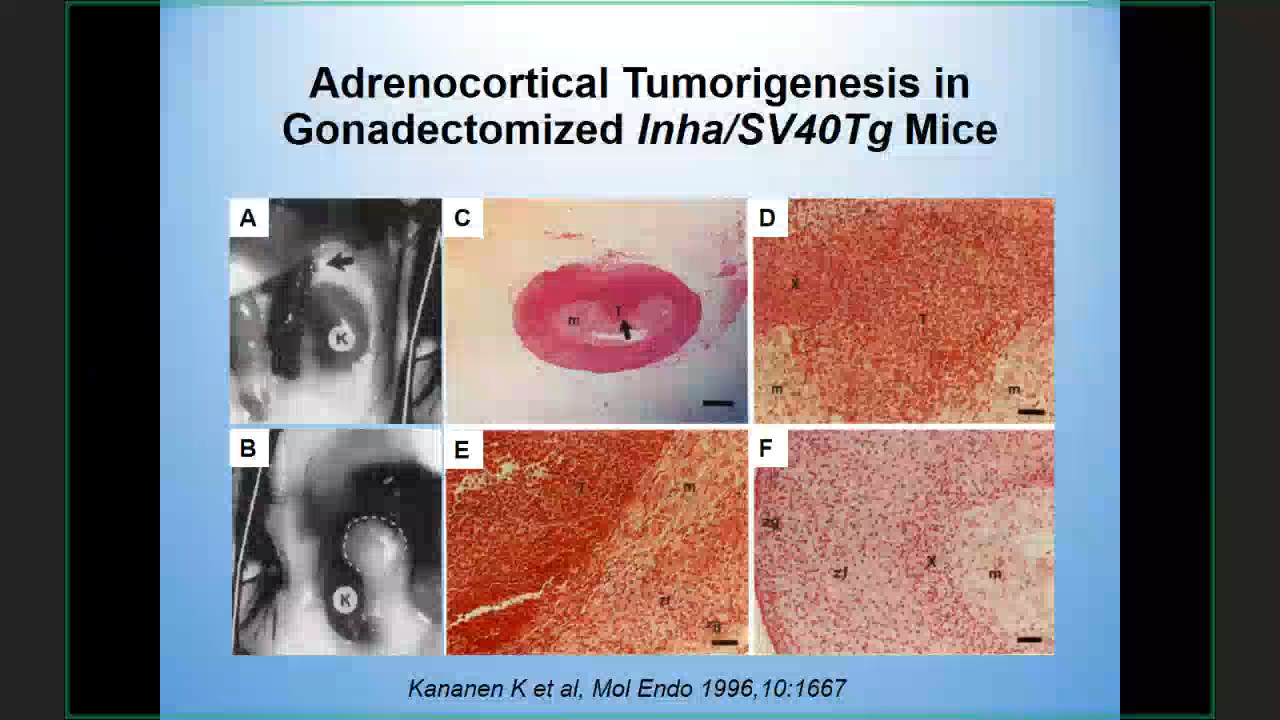 Adrenocortical Tumorigenesis in
Gonadectomized Inha/SV40Tg Mice
A
K
B
K
C
m
T
D
X
T
m
m
E
T
m
zf
F
zg
zf
X
m
Kananen K et al, Mol Endo 1996,10:1667